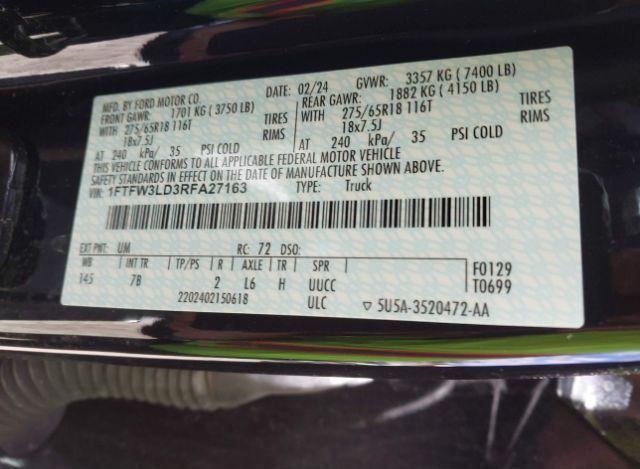 MFD. BY FORD MOTOR CO.
DATE: 02/24 GVWR: 3357 KG ( 7400 LB)
FRONT GAWR: 1701 KG ( 3750 LB)
REAR GAWR: 1882 KG ( 4150 LB)
WITH 275/65R18 116T TIRES
WITH 275/65R18 116T TIRES
18x7.5J RIMS
18x7.5J RIMS
AT 240 kPa/ 35 PSI COLD
AT 240 kPa/ 35 PSI COLD
THIS VEHICLE CONFORMS TO ALL APPLICABLE FEDERAL MOTOR VEHICLE
SAFETY STANDARDS IN EFFECT ON THE DATE OF MANUFACTURE SHOWN ABOVE.
VIN: 1FTFW3LD3RFA27163
TYPE: Truck
EXT PNT: UM RC: 72 DSO:
WB INT TR TP/PS R AXLE TR SPR
145 7B 2 L6 H UUCC
2202402150618 ULC
F0129
T0699
▽ 5U5A-3520472-AA